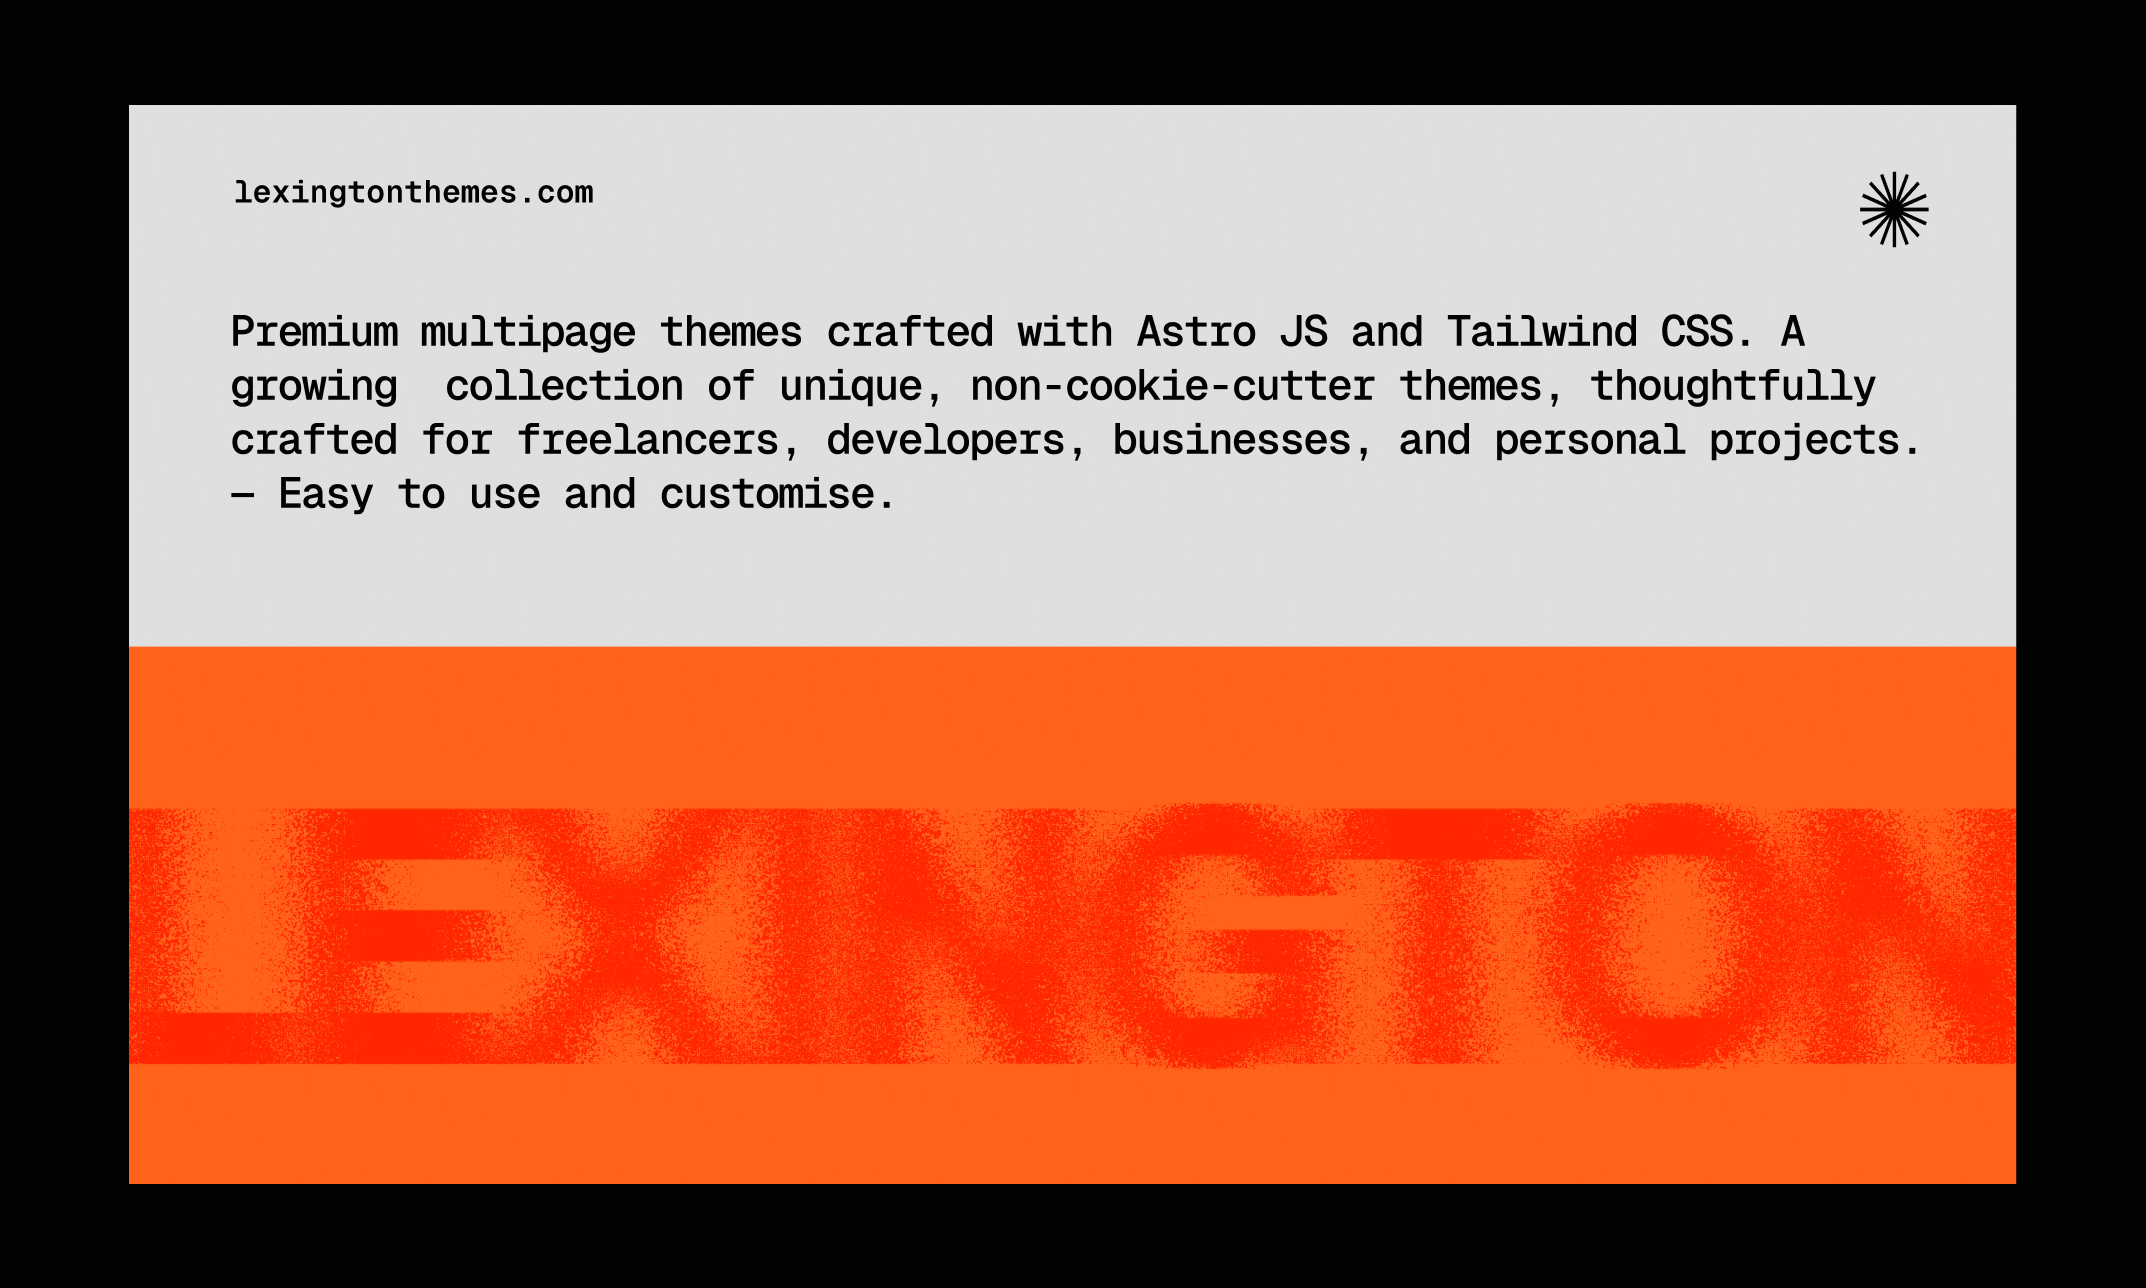 lexingtonthemes.com
Premium multipage themes crafted with Astro JS and Tailwind CSS. A
growing  collection of unique, non-cookie-cutter themes, thoughtfully
crafted for freelancers, developers, businesses, and personal projects.
— Easy to use and customise.
LEXINGTON